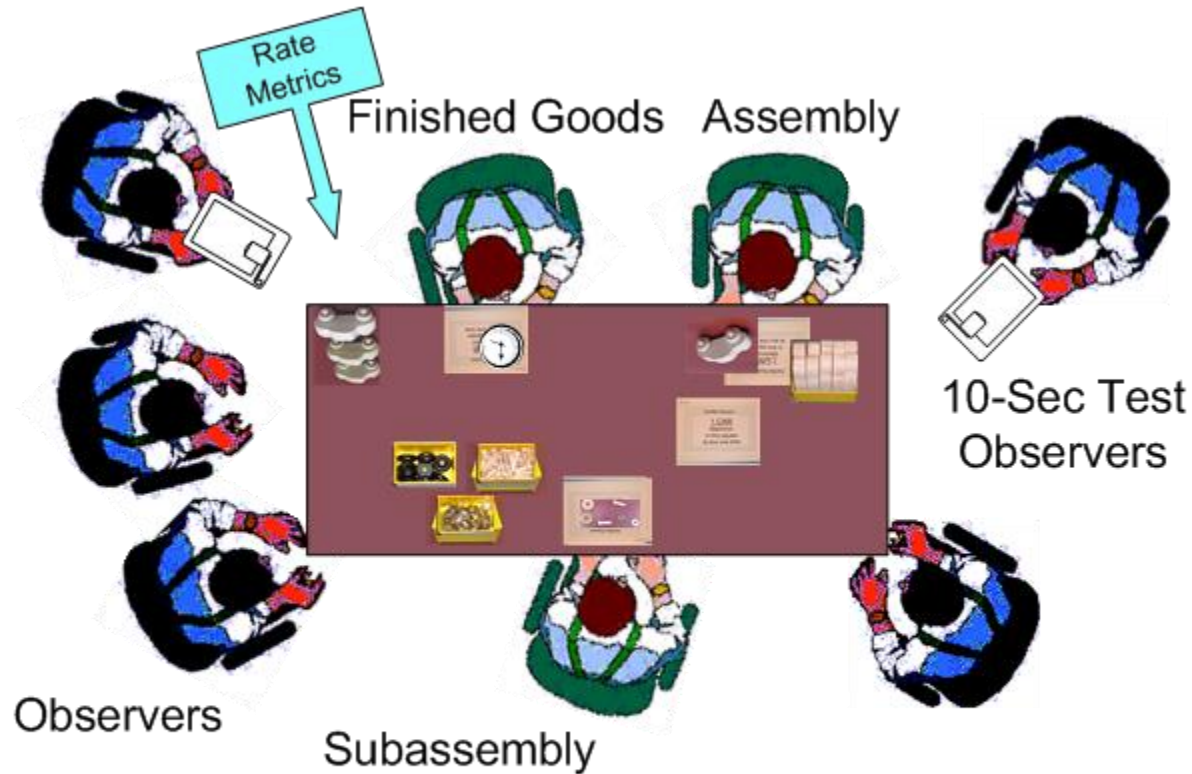 Rate
Metrics
Finished Goods
Assembly
10-Sec Test
Observers
Observers
Subassembly